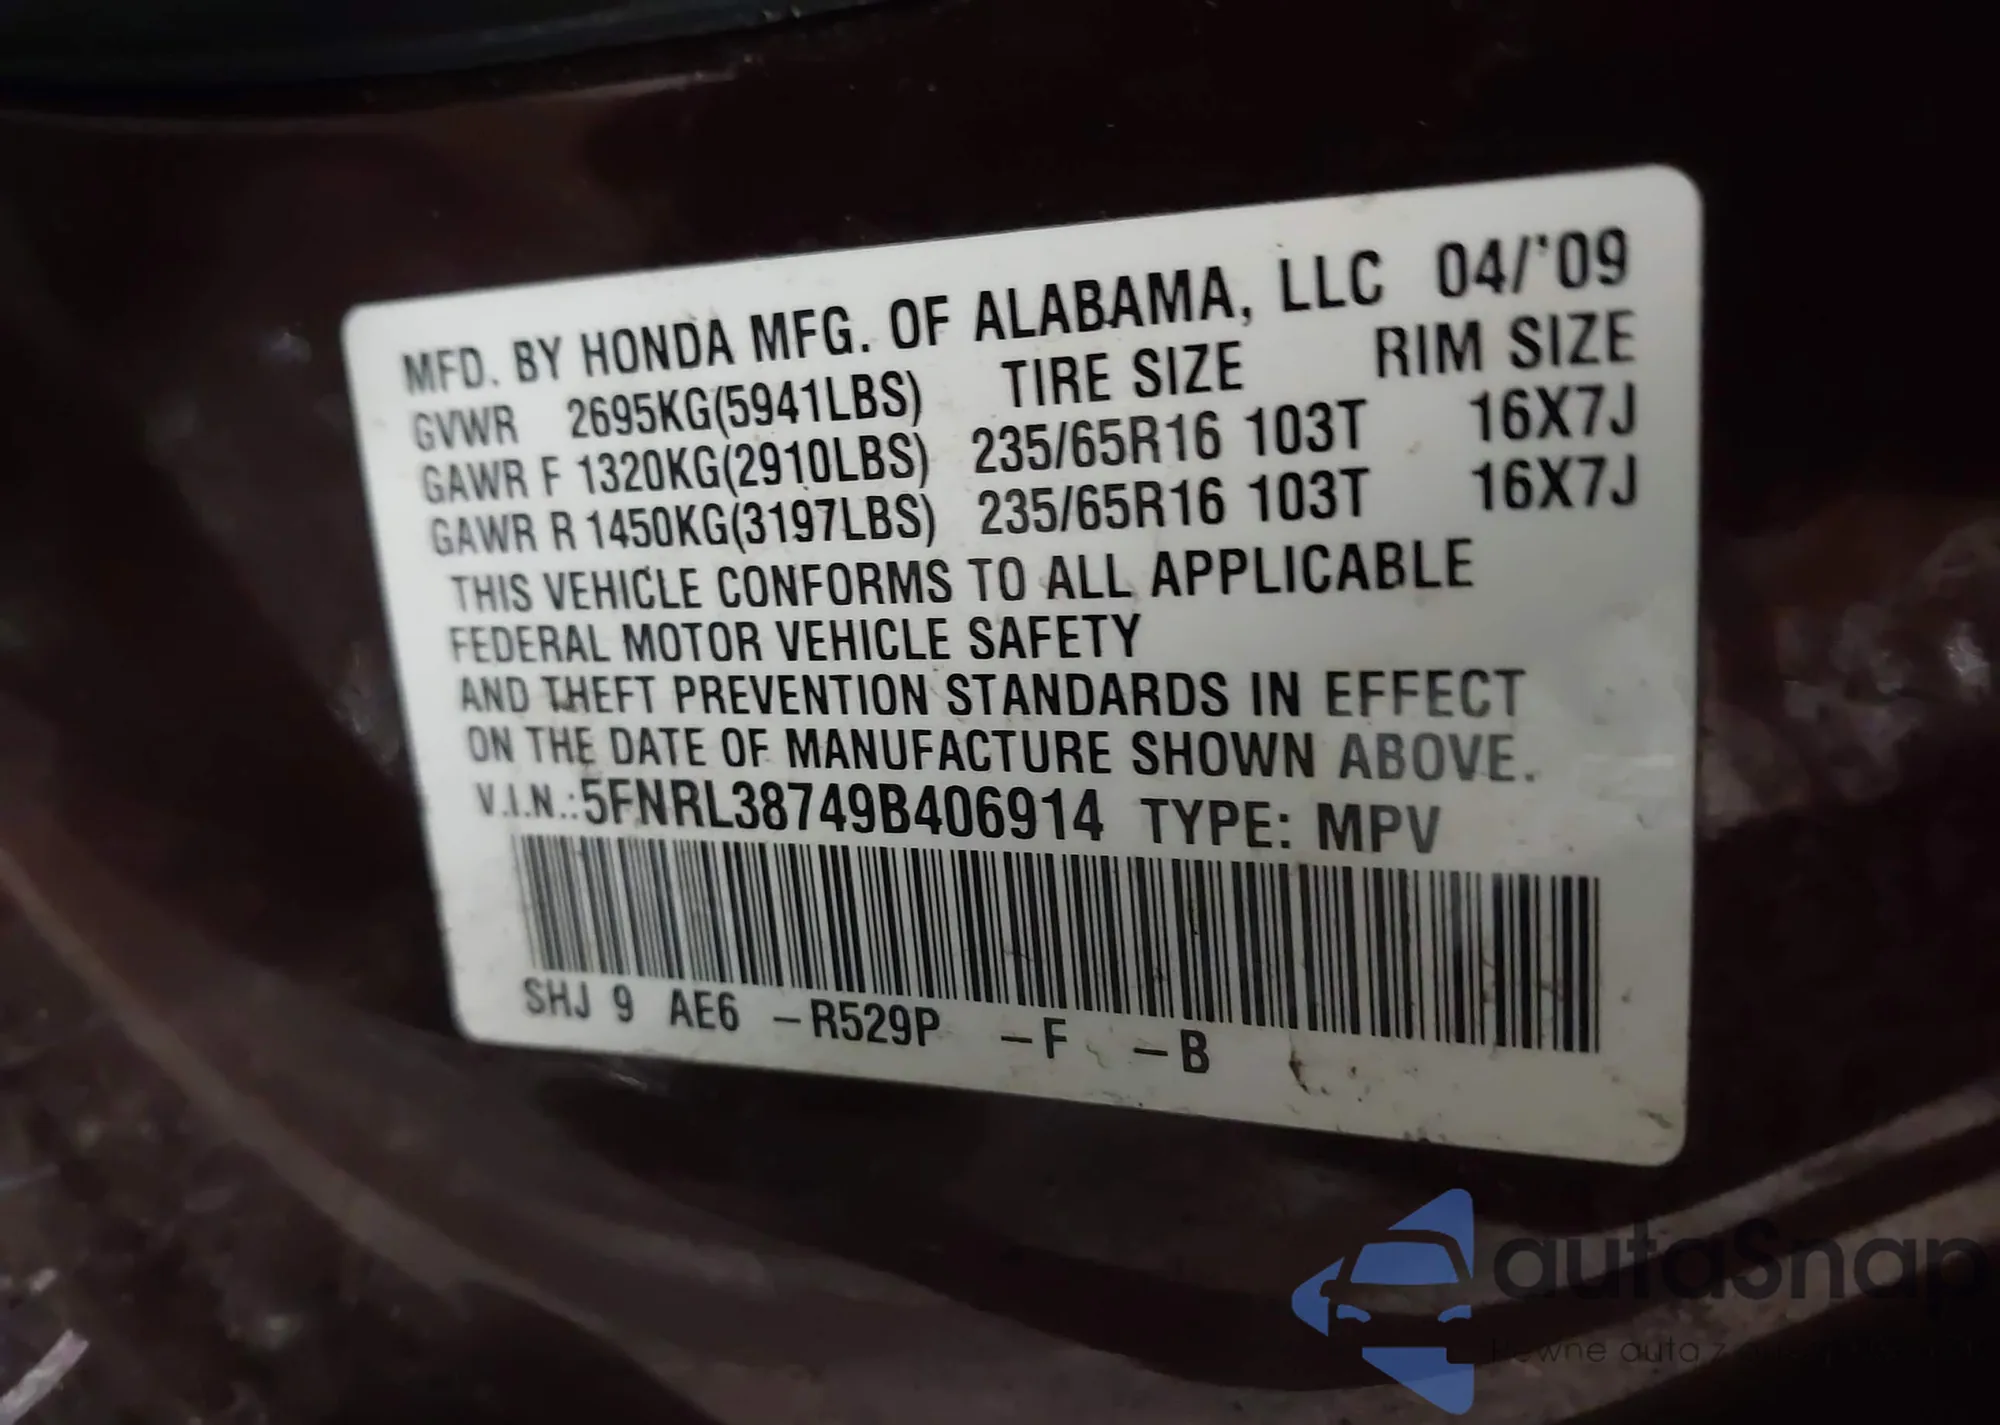 MFD. BY HONDA MFG. OF ALABAMA, LLC 04/'09
GVWR 2695KG(5941LBS) TIRE SIZE RIM SIZE
GAWR F 1320KG(2910LBS) 235/65R16 103T 16X7J
GAWR R 1450KG(3197LBS) 235/65R16 103T 16X7J
THIS VEHICLE CONFORMS TO ALL APPLICABLE
FEDERAL MOTOR VEHICLE SAFETY
AND THEFT PREVENTION STANDARDS IN EFFECT
ON THE DATE OF MANUFACTURE SHOWN ABOVE.
V.I.N.:5FNRL38749B406914 TYPE: MPV
SHJ 9 AE6 -R529P -F -B
autaSnap
auta z